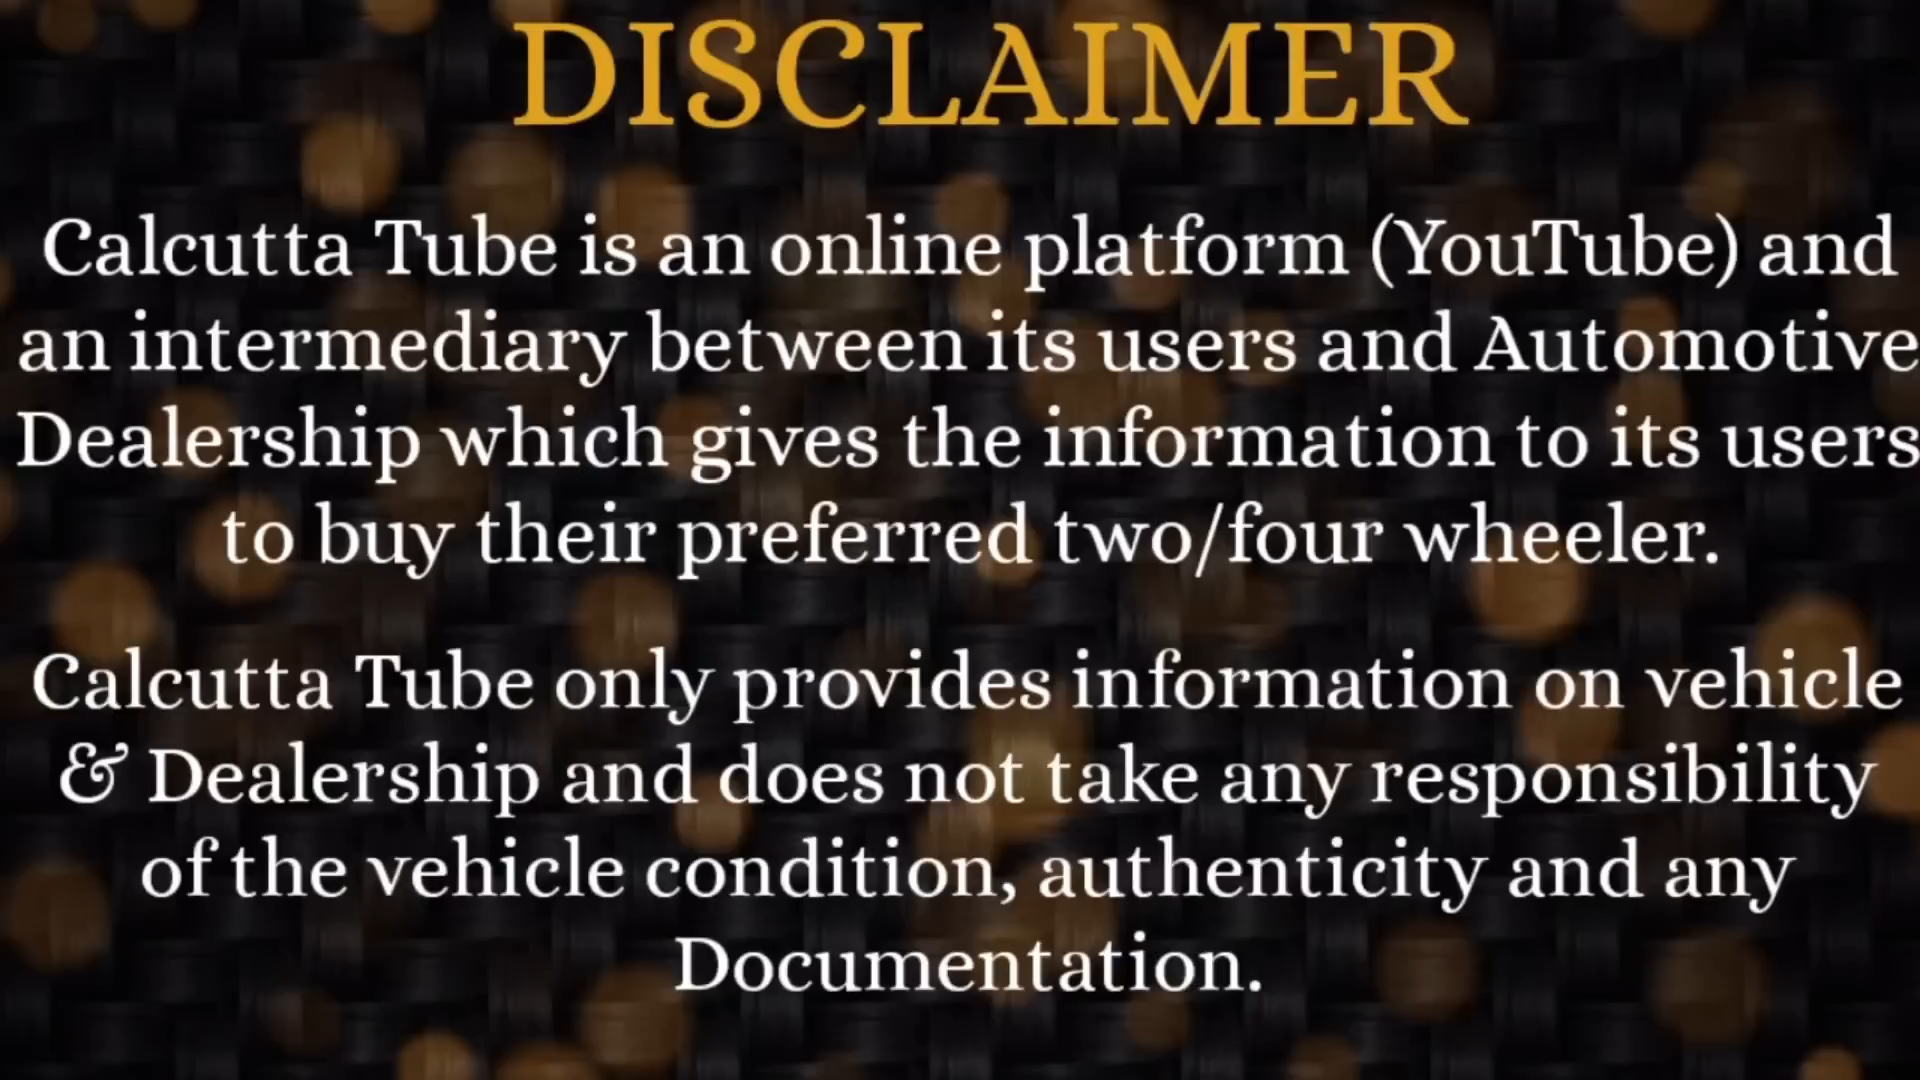 DISCLAIMER
Calcutta Tube is an online platform (YouTube) and
an intermediary between its users and Automotive
Dealership which gives the information to its users
to buy their preferred two/four wheeler.
Calcutta Tube only provides information on vehicle
& Dealership and does not take any responsibility
of the vehicle condition, authenticity and any
Documentation.